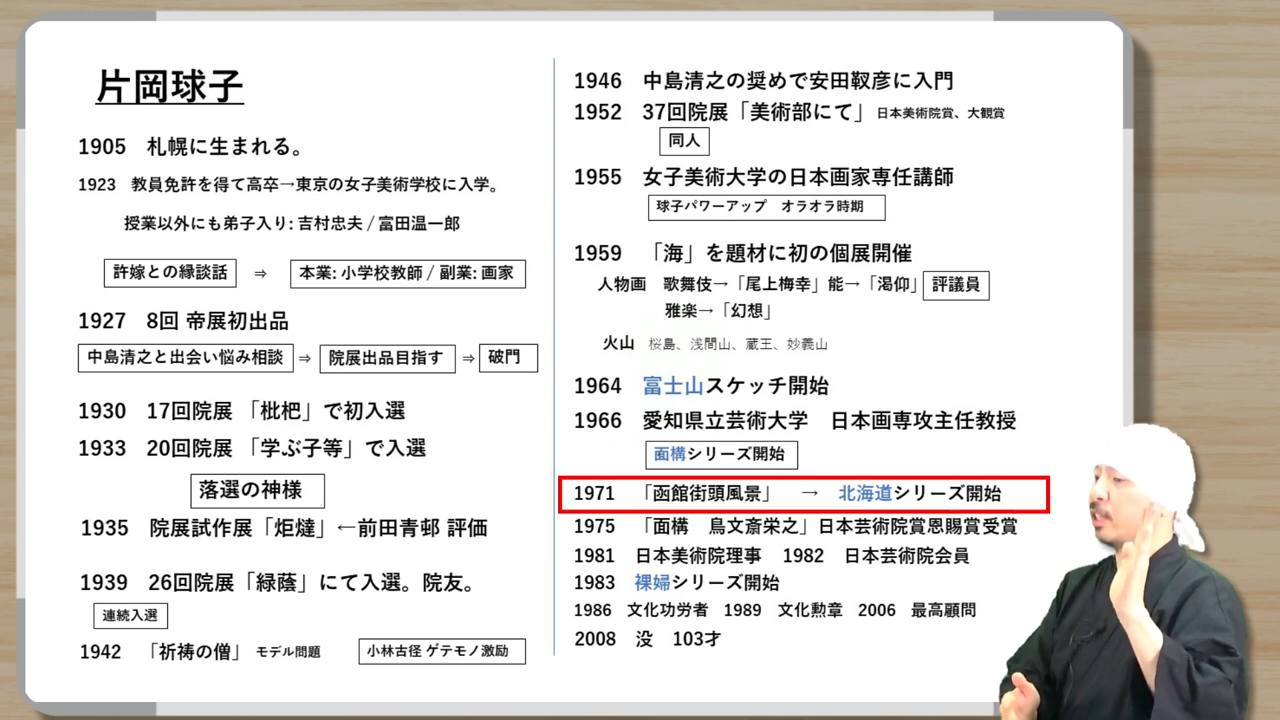 片岡球子
1905 札幌に生まれる。
1923 教員免許を得て高卒→東京の女子美術学校に入学。
授業以外にも弟子入り: 吉村忠夫 / 富田温一郎
許嫁との縁談話 ⇒ 本業: 小学校教師 / 副業: 画家
1927 8回 帝展初出品
中島清之と出会い悩み相談 ⇒ 院展出品目指す ⇒ 破門
1930 17回院展 「枇杷」で初入選
1933 20回院展 「学ぶ子等」で入選
落選の神様
1935 院展試作展「炬燵」←前田青邨 評価
1939 26回院展「緑蔭」にて入選。院友。
連続入選
1942 「祈祷の僧」 モデル問題 小林古径 ゲテモノ激励
1946 中島清之の奨めで安田靫彦に入門
1952 37回院展「美術部にて」 日本美術院賞、大観賞
同人
1955 女子美術大学の日本画家専任講師
球子パワーアップ オラオラ時期
1959 「海」を題材に初の個展開催
人物画 歌舞伎→「尾上梅幸」能→「渇仰」 評議員
雅楽→「幻想」
火山 桜島、浅間山、蔵王、妙義山
1964 富士山スケッチ開始
1966 愛知県立芸術大学 日本画専攻主任教授
面構シリーズ開始
1971 「函館街頭風景」 → 北海道シリーズ開始
1975 「面構 鳥文斎栄之」日本芸術院賞恩賜賞受賞
1981 日本美術院理事 1982 日本芸術院会員
1983 裸婦シリーズ開始
1986 文化功労者 1989 文化勲章 2006 最高顧問
2008 没 103才